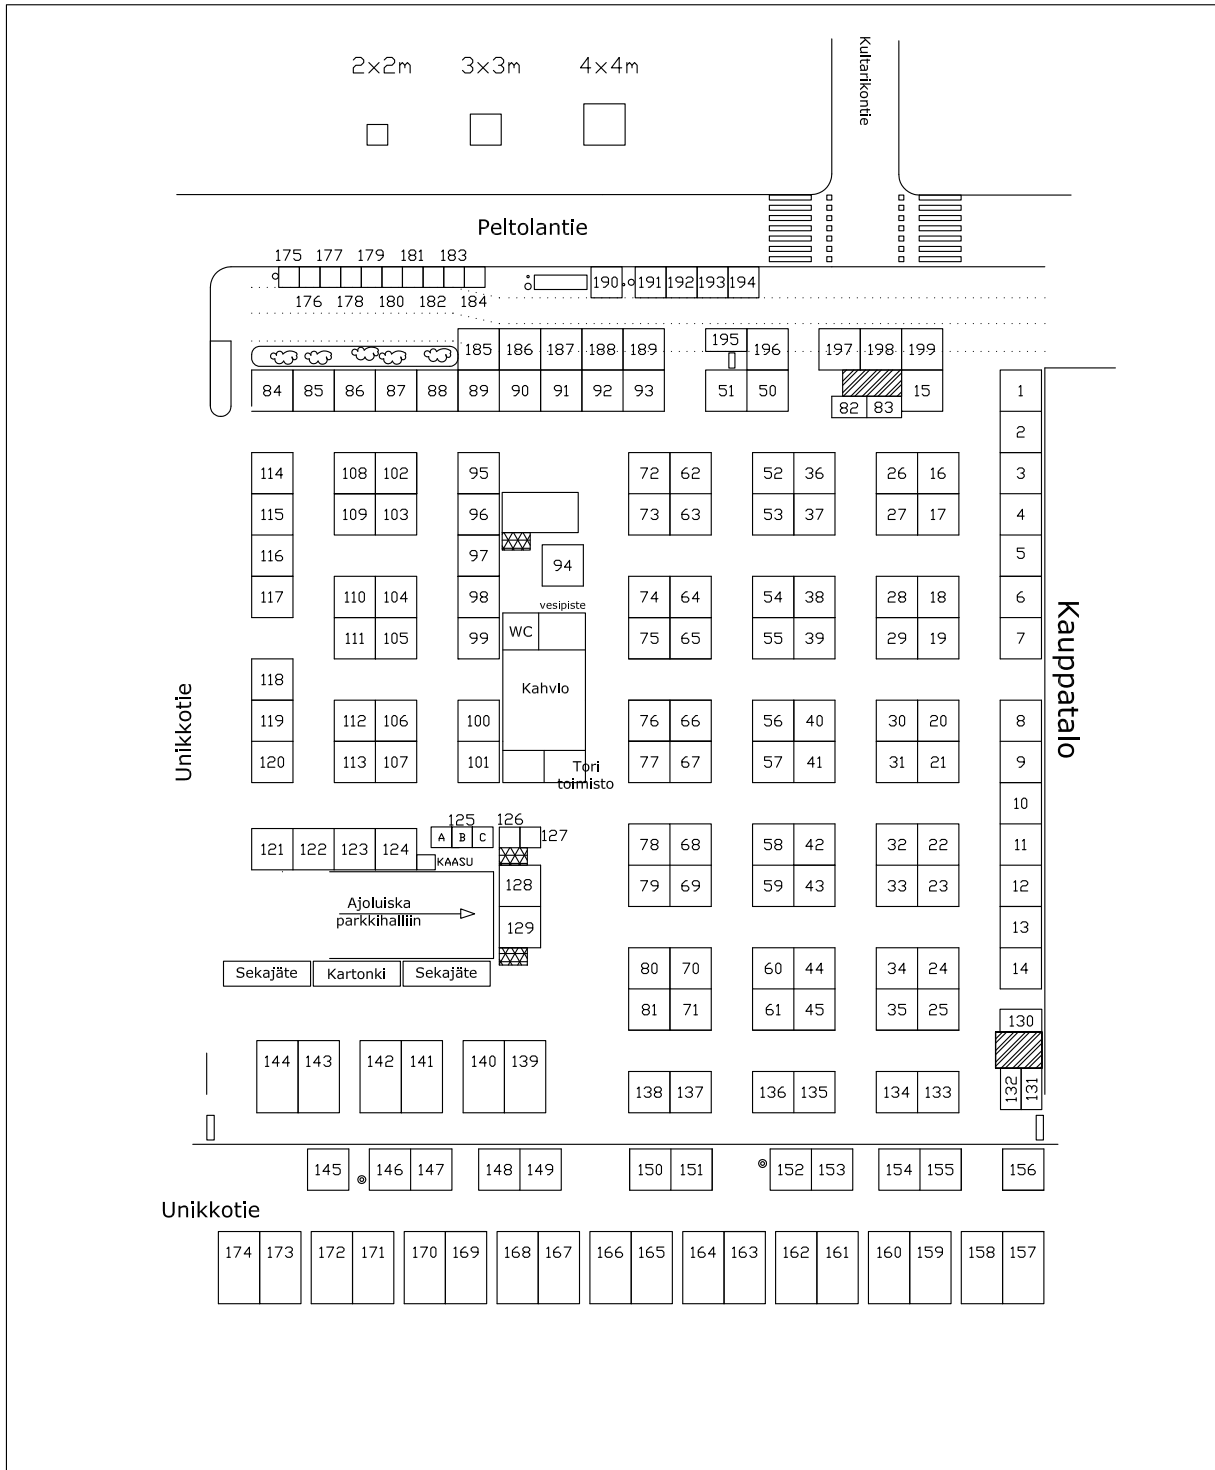 2x2m 3x3m 4x4m
Kultarikontie
Peltolantie
175 177 179 181 183
190 191 192 193 194
176 178 180 182 184
185 186 187 188 189 195 196 197 198 199
84 85 86 87 88 89 90 91 92 93 51 50 15 1
82 83
2
114 108 102 95 72 62 52 36 26 16 3
115 109 103 96 73 63 53 37 27 17 4
116 97 94 5
117 110 104 98 74 64 54 38 28 18 6
vesipiste
WC
111 105 99 75 65 55 39 29 19 7
Kauppatalo
118
Kahvio
Unikkotie
119 112 106 100 76 66 56 40 30 20 8
120 113 107 101 77 67 57 41 31 21 9
Tori
toimisto
10
125 126
A B C 127
121 122 123 124 78 68 58 42 32 22 11
KAASU
128 79 69 59 43 33 23 12
Ajoluiska
parkkihalliin
129 13
Sekajäte Kartonki Sekajäte
80 70 60 44 34 24 14
81 71 61 45 35 25
130
144 143 142 141 140 139
138 137 136 135 134 133 132 131
145 146 147 148 149 150 151 152 153 154 155 156
Unikkotie
174 173 172 171 170 169 168 167 166 165 164 163 162 161 160 159 158 157